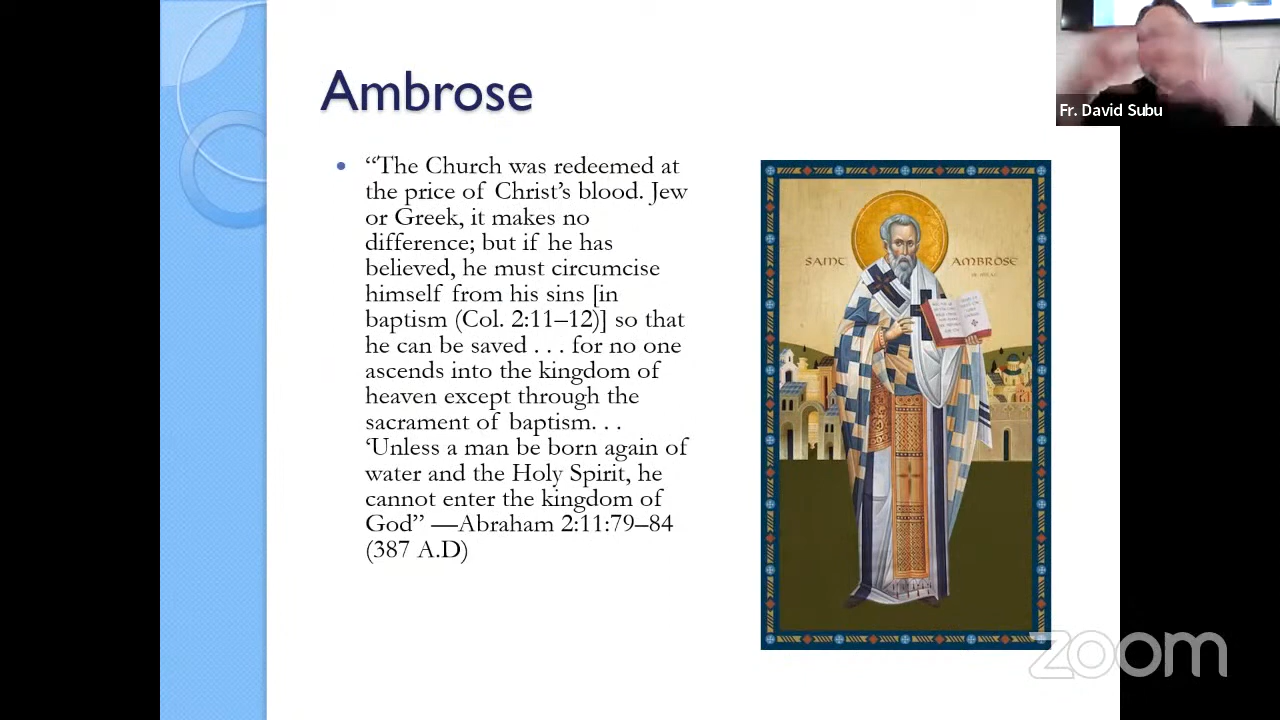 Ambrose
Fr. David Subu
• “The Church was redeemed at
the price of Christ’s blood. Jew
or Greek, it makes no
difference; but if he has
believed, he must circumcise
himself from his sins [in
baptism (Col. 2:11–12)] so that
he can be saved . . . for no one
ascends into the kingdom of
heaven except through the
sacrament of baptism. . .
‘Unless a man be born again of
water and the Holy Spirit, he
cannot enter the kingdom of
God” —Abraham 2:11:79–84
(387 A.D)
SAINT AMBROSE
zoom